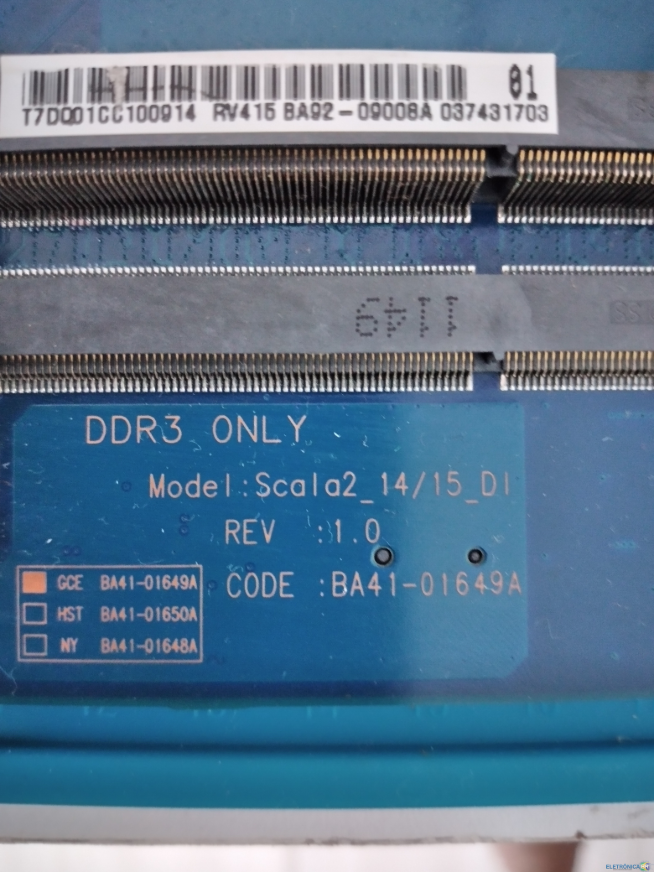 01
T7DQ01CC100914 RV415 BA92-09008A 037431703
1149
DDR3 ONLY
Model:Scala2_14/15_DI
REV :1.0
CODE :BA41-01649A
GCE BA41-01649A
HST BA41-01650A
NY BA41-01648A